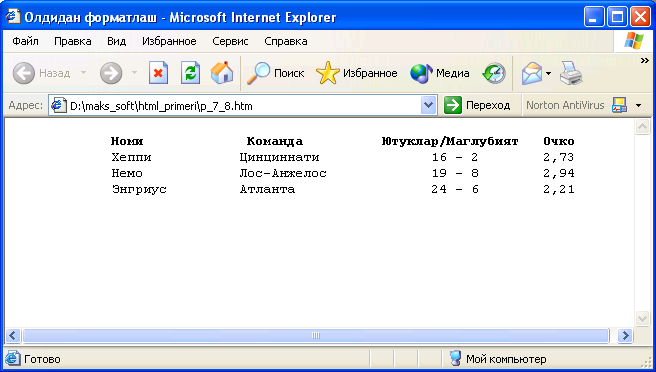 Олдидан форматлаш - Microsoft Internet Explorer
Файл Правка Вид Избранное Сервис Справка
Назад Поиск Избранное Медиа
Адрес: D:\maks_soft\html_primeri\p_7_8.htm Переход Norton AntiVirus
Номи Команда Ютуклар/Маглубият Очко
Хеппи Цинциннати 16 - 2 2,73
Немо Лос-Анжелос 19 - 8 2,94
Энгриус Атланта 24 - 6 2,21
Готово Мой компьютер